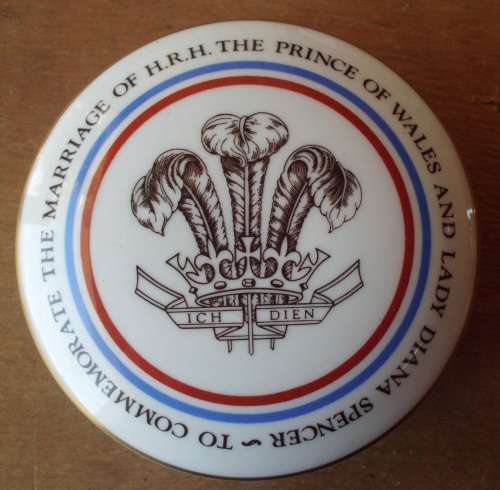 TO COMMEMORATE THE MARRIAGE OF H.R.H. THE PRINCE OF WALES AND LADY DIANA SPENCER ~
ICH DIEN